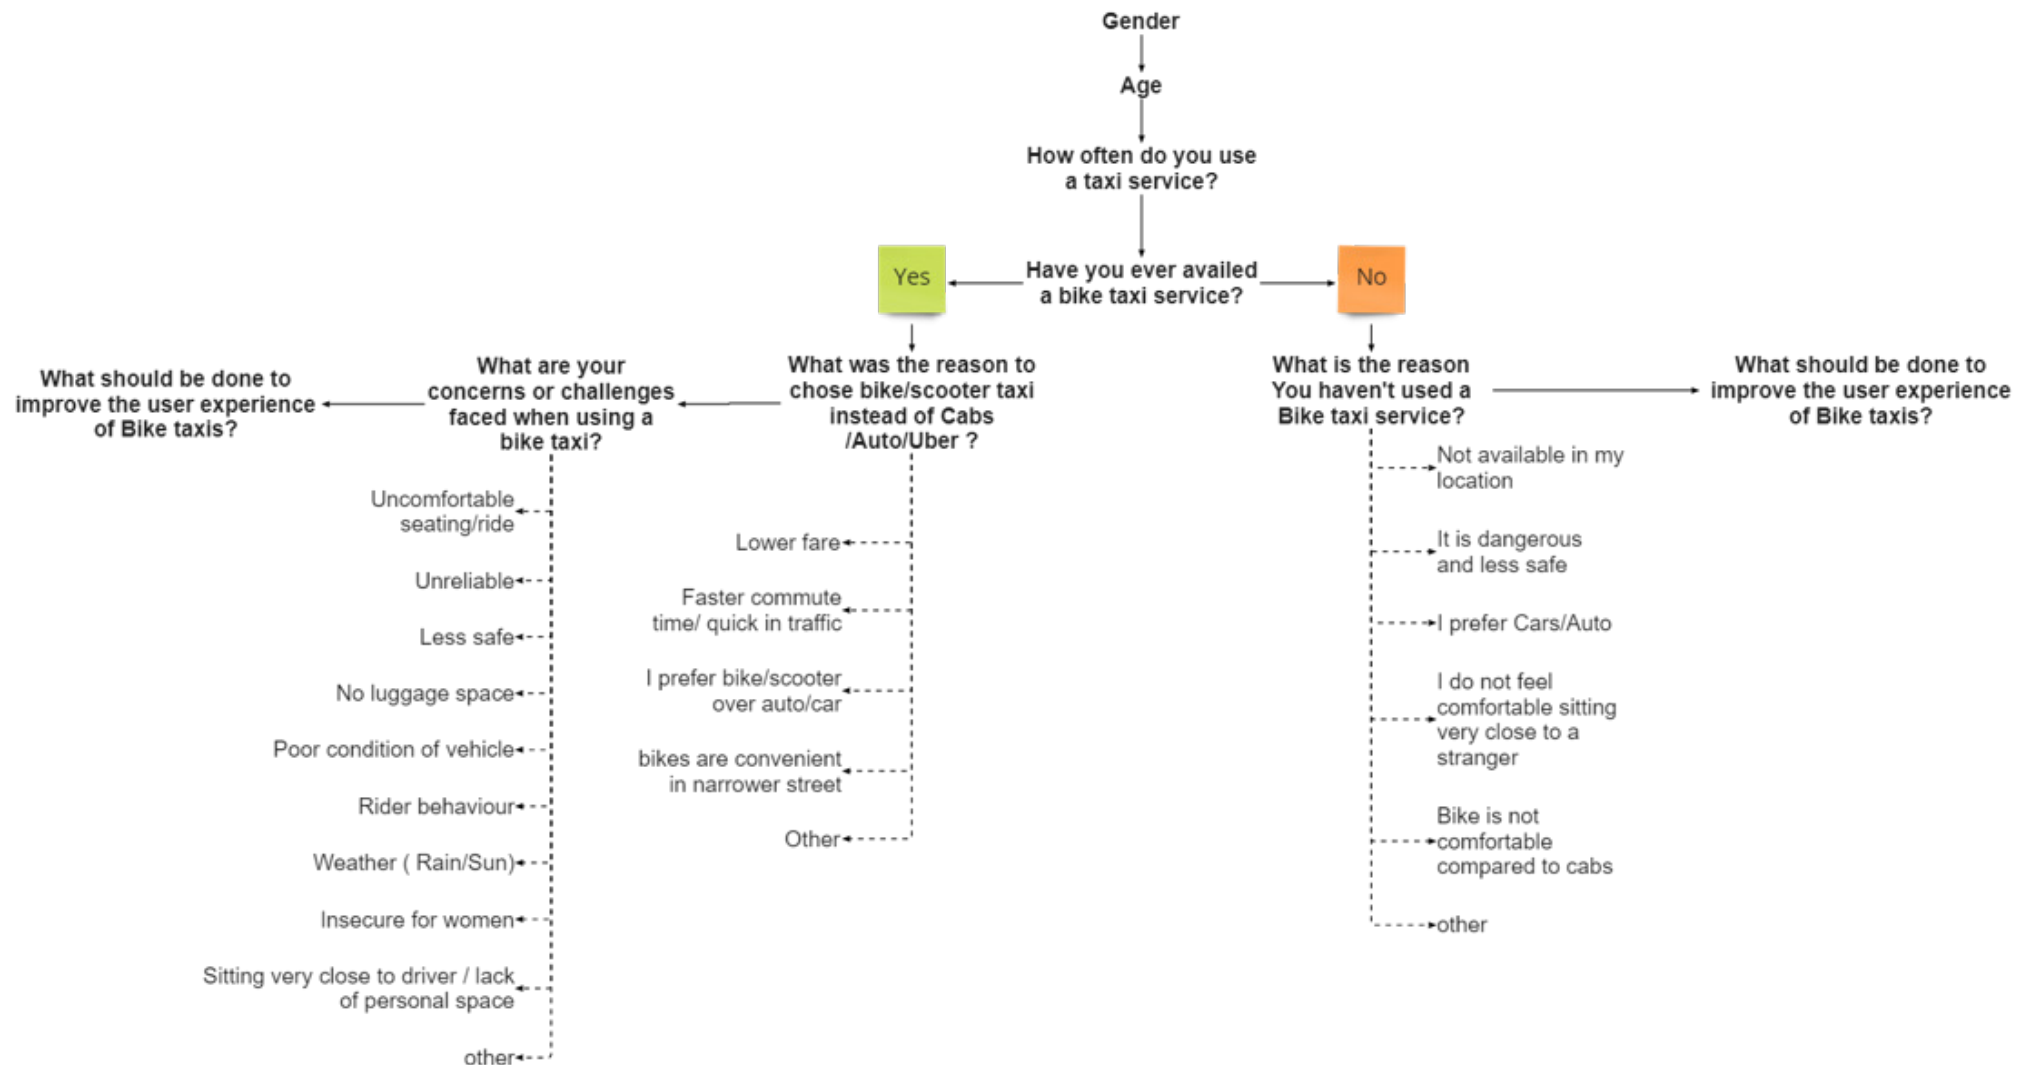 Gender
Age
How often do you use
a taxi service?
Have you ever availed
a bike taxi service?
Yes
No
What should be done to
improve the user experience
of Bike taxis?
What are your
concerns or challenges
faced when using a
bike taxi?
Uncomfortable
seating/ride
Unreliable
Less safe
No luggage space
Poor condition of vehicle
Rider behaviour
Weather ( Rain/Sun)
Insecure for women
Sitting very close to driver / lack
of personal space
other
What was the reason to
chose bike/scooter taxi
instead of Cabs
/Auto/Uber ?
Lower fare
Faster commute
time/ quick in traffic
I prefer bike/scooter
over auto/car
bikes are convenient
in narrower street
Other
What is the reason
You haven't used a
Bike taxi service?
Not available in my
location
It is dangerous
and less safe
I prefer Cars/Auto
I do not feel
comfortable sitting
very close to a
stranger
Bike is not
comfortable
compared to cabs
other
What should be done to
improve the user experience
of Bike taxis?